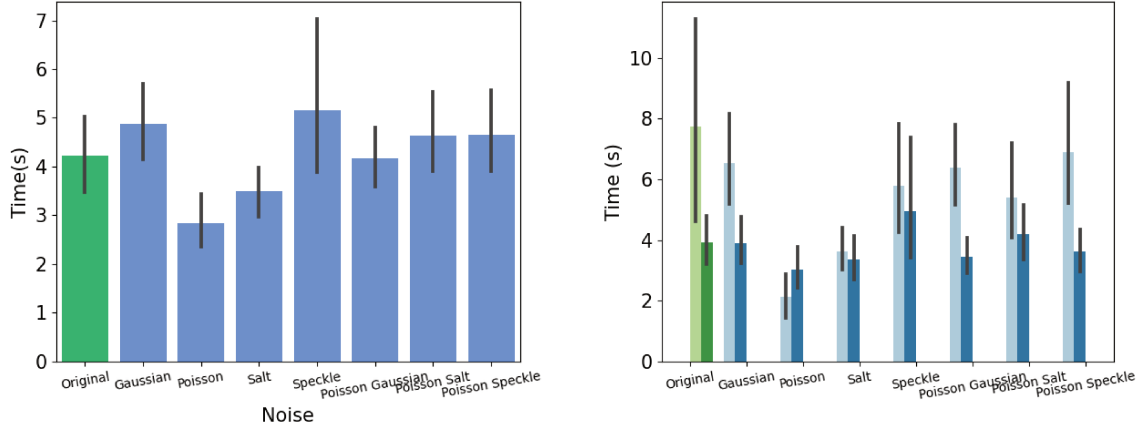 Time(s)
7
6
5
4
3
2
1
0
Original
Gaussian
Poisson
Salt
Speckle
Poisson Gaussian
Poisson Salt
Poisson Speckle
Noise
Time (s)
10
8
6
4
2
0
Original
Gaussian
Poisson
Salt
Speckle
Poisson Gaussian
Poisson Salt
Poisson Speckle